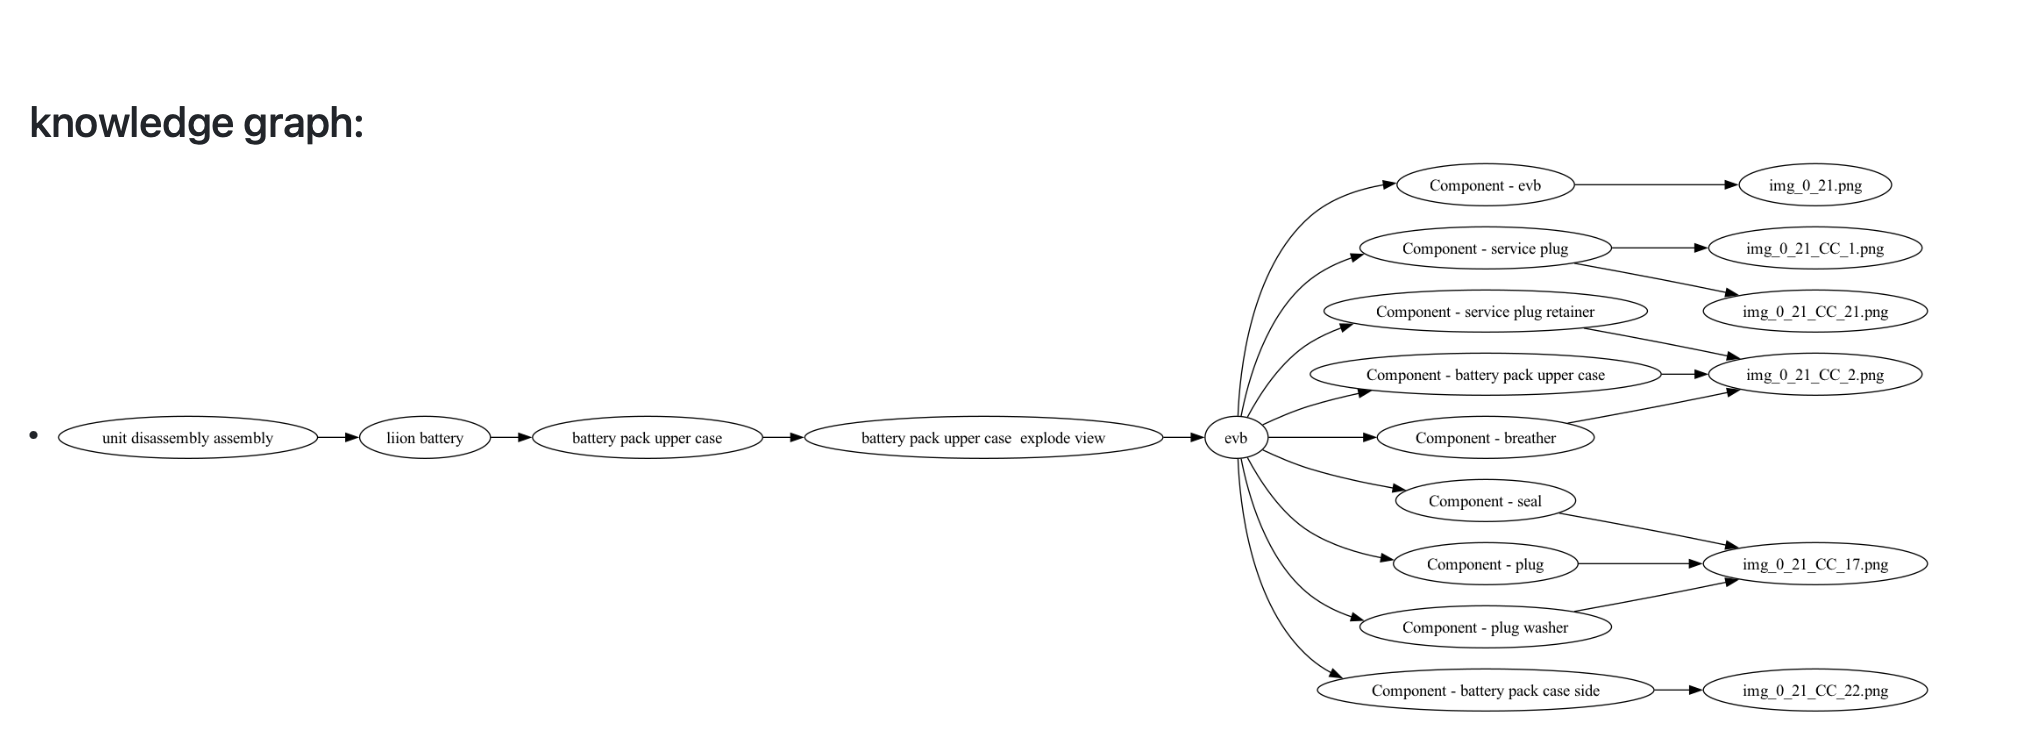 knowledge graph:
Component - evb
img_0_21.png
Component - service plug
img_0_21_CC_1.png
Component - service plug retainer
img_0_21_CC_21.png
Component - battery pack upper case
img_0_21_CC_2.png
unit disassembly assembly
liion battery
battery pack upper case
battery pack upper case  explode view
evb
Component - breather
Component - seal
Component - plug
img_0_21_CC_17.png
Component - plug washer
Component - battery pack case side
img_0_21_CC_22.png